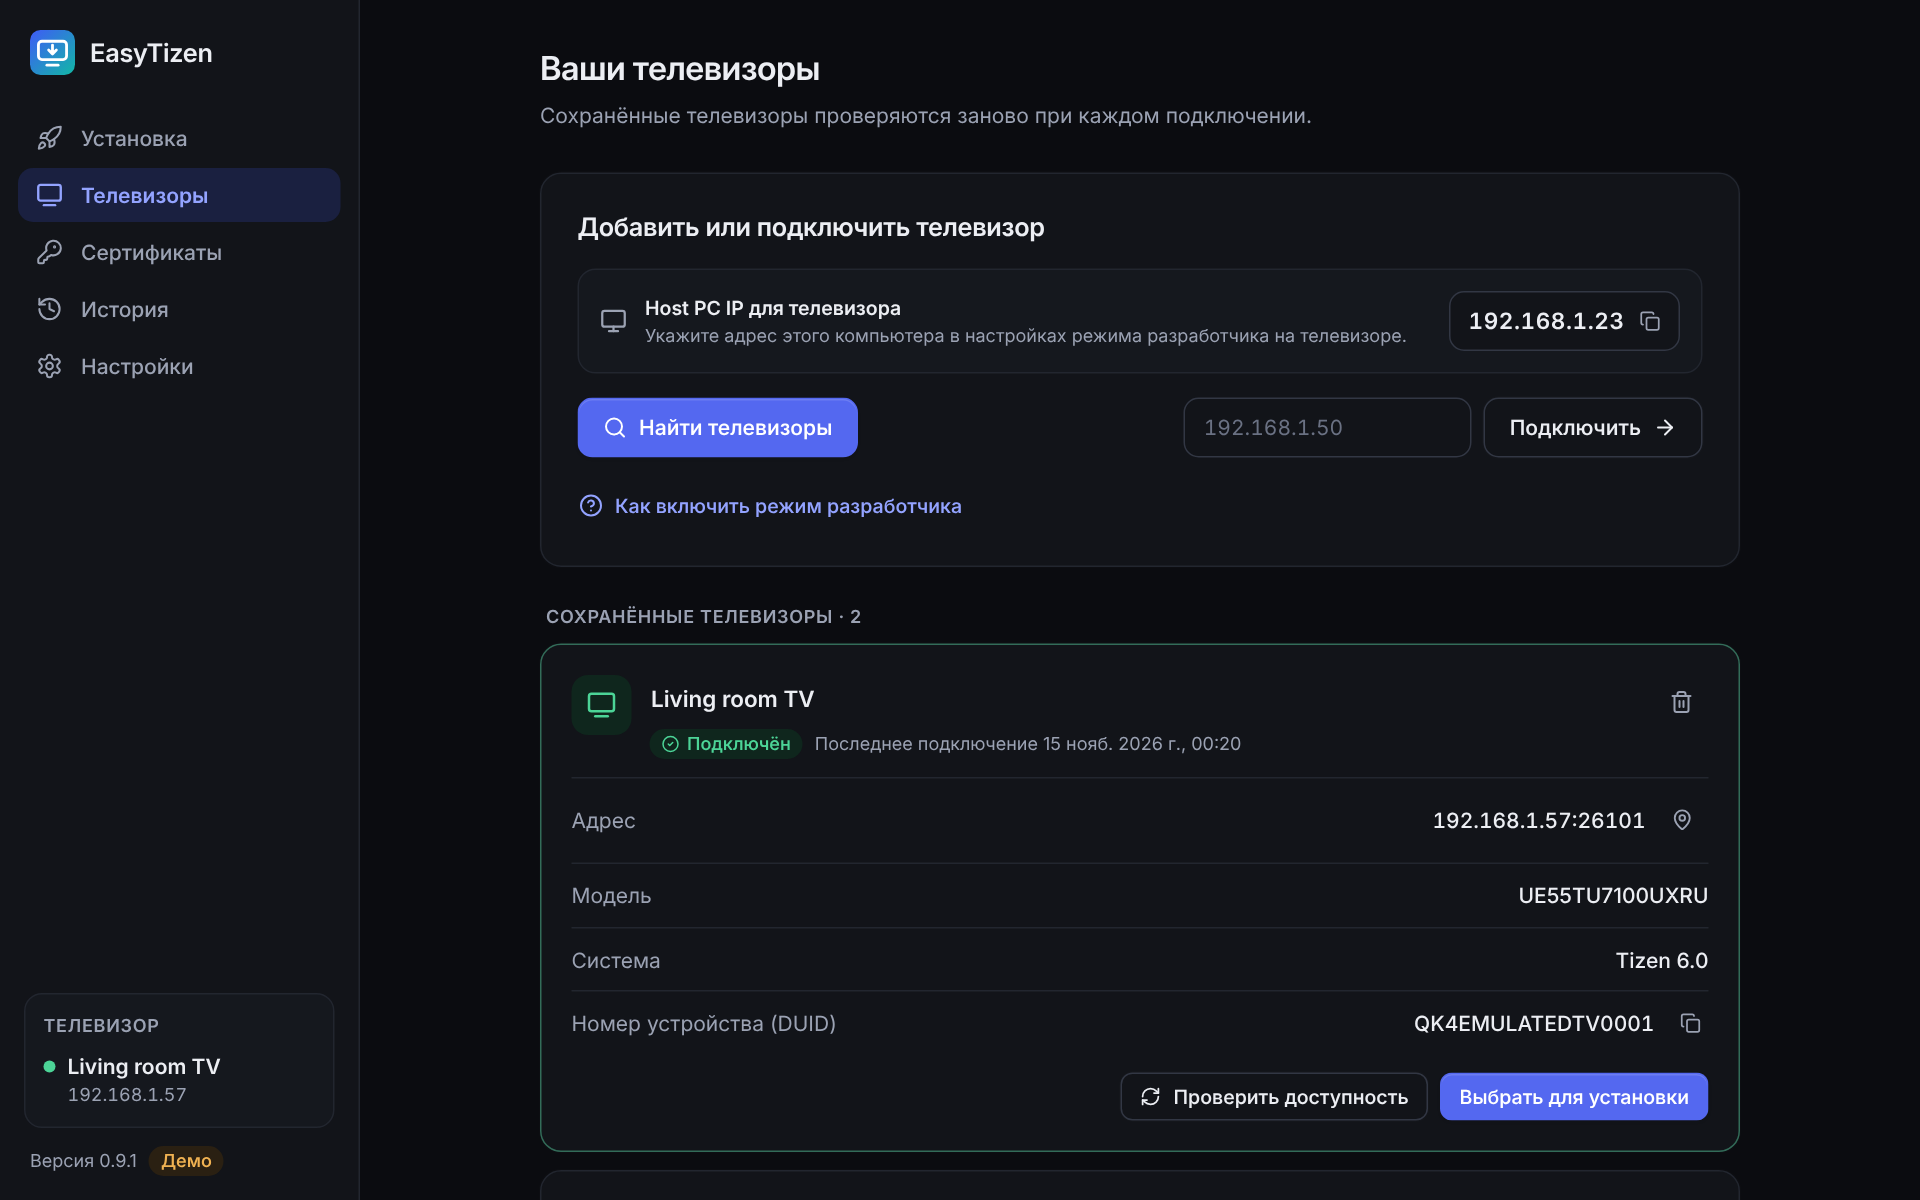 EasyTizen
Установка
Телевизоры
Сертификаты
История
Настройки
ТЕЛЕВИЗОР
Living room TV
192.168.1.57
Версия 0.9.1 Демо
Ваши телевизоры
Сохранённые телевизоры проверяются заново при каждом подключении.
Добавить или подключить телевизор
Host PC IP для телевизора
Укажите адрес этого компьютера в настройках режима разработчика на телевизоре.
192.168.1.23
Найти телевизоры
192.168.1.50
Подключить
Как включить режим разработчика
СОХРАНЁННЫЕ ТЕЛЕВИЗОРЫ · 2
Living room TV
Подключён Последнее подключение 15 нояб. 2026 г., 00:20
Адрес 192.168.1.57:26101
Модель UE55TU7100UXRU
Система Tizen 6.0
Номер устройства (DUID) QK4EMULATEDTV0001
Проверить доступность
Выбрать для установки